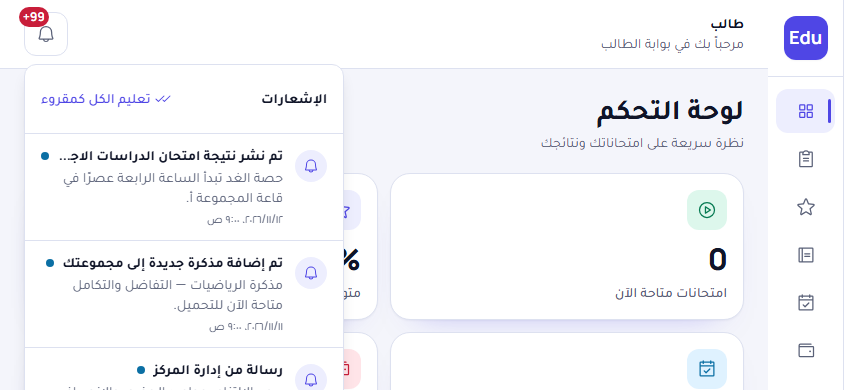 Edu
طالب
مرحباً بك في بوابة الطالب
+99
لوحة التحكم
نظرة سريعة على امتحاناتك ونتائجك
0
امتحانات متاحة الآن
%
متو
الإشعارات
تعليم الكل كمقروء
تم نشر نتيجة امتحان الدراسات الاجـ...
حصة الغد تبدأ الساعة الرابعة عصرًا في
قاعة المجموعة أ.
١٢‏/١١‏/٢٠٢٦، ٩:٠٠ ص
تم إضافة مذكرة جديدة إلى مجموعتك
مذكرة الرياضيات — التفاضل والتكامل
متاحة الآن للتحميل.
١١‏/١١‏/٢٠٢٦، ٩:٠٠ ص
رسالة من إدارة المركز